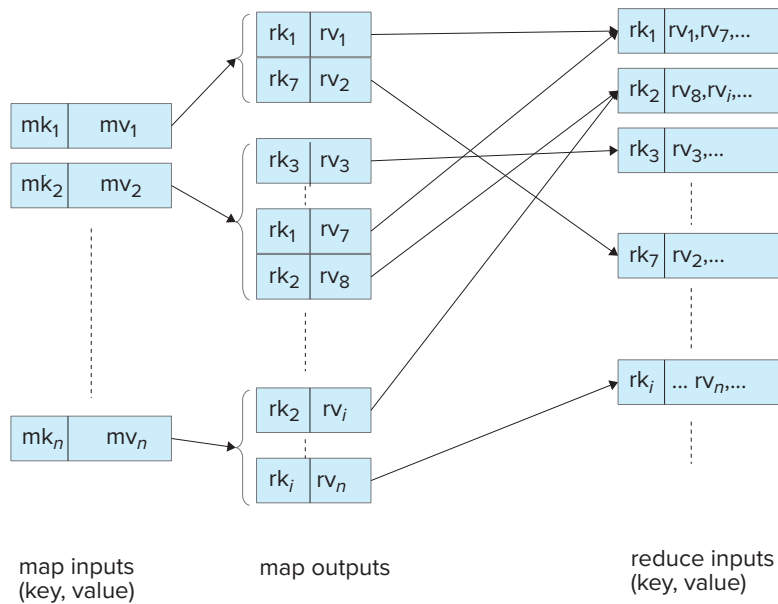 mk₁ mv₁
mk₂ mv₂
mkₙ mvₙ
rk₁ rv₁
rk₇ rv₂
rk₃ rv₃
rk₁ rv₇
rk₂ rv₈
rk₂ rvᵢ
rkᵢ rvₙ
rk₁ rv₁,rv₇,...
rk₂ rv₈,rvᵢ,...
rk₃ rv₃,...
rk₇ rv₂,...
rkᵢ ... rvₙ,...
map inputs
(key, value)
map outputs
reduce inputs
(key, value)